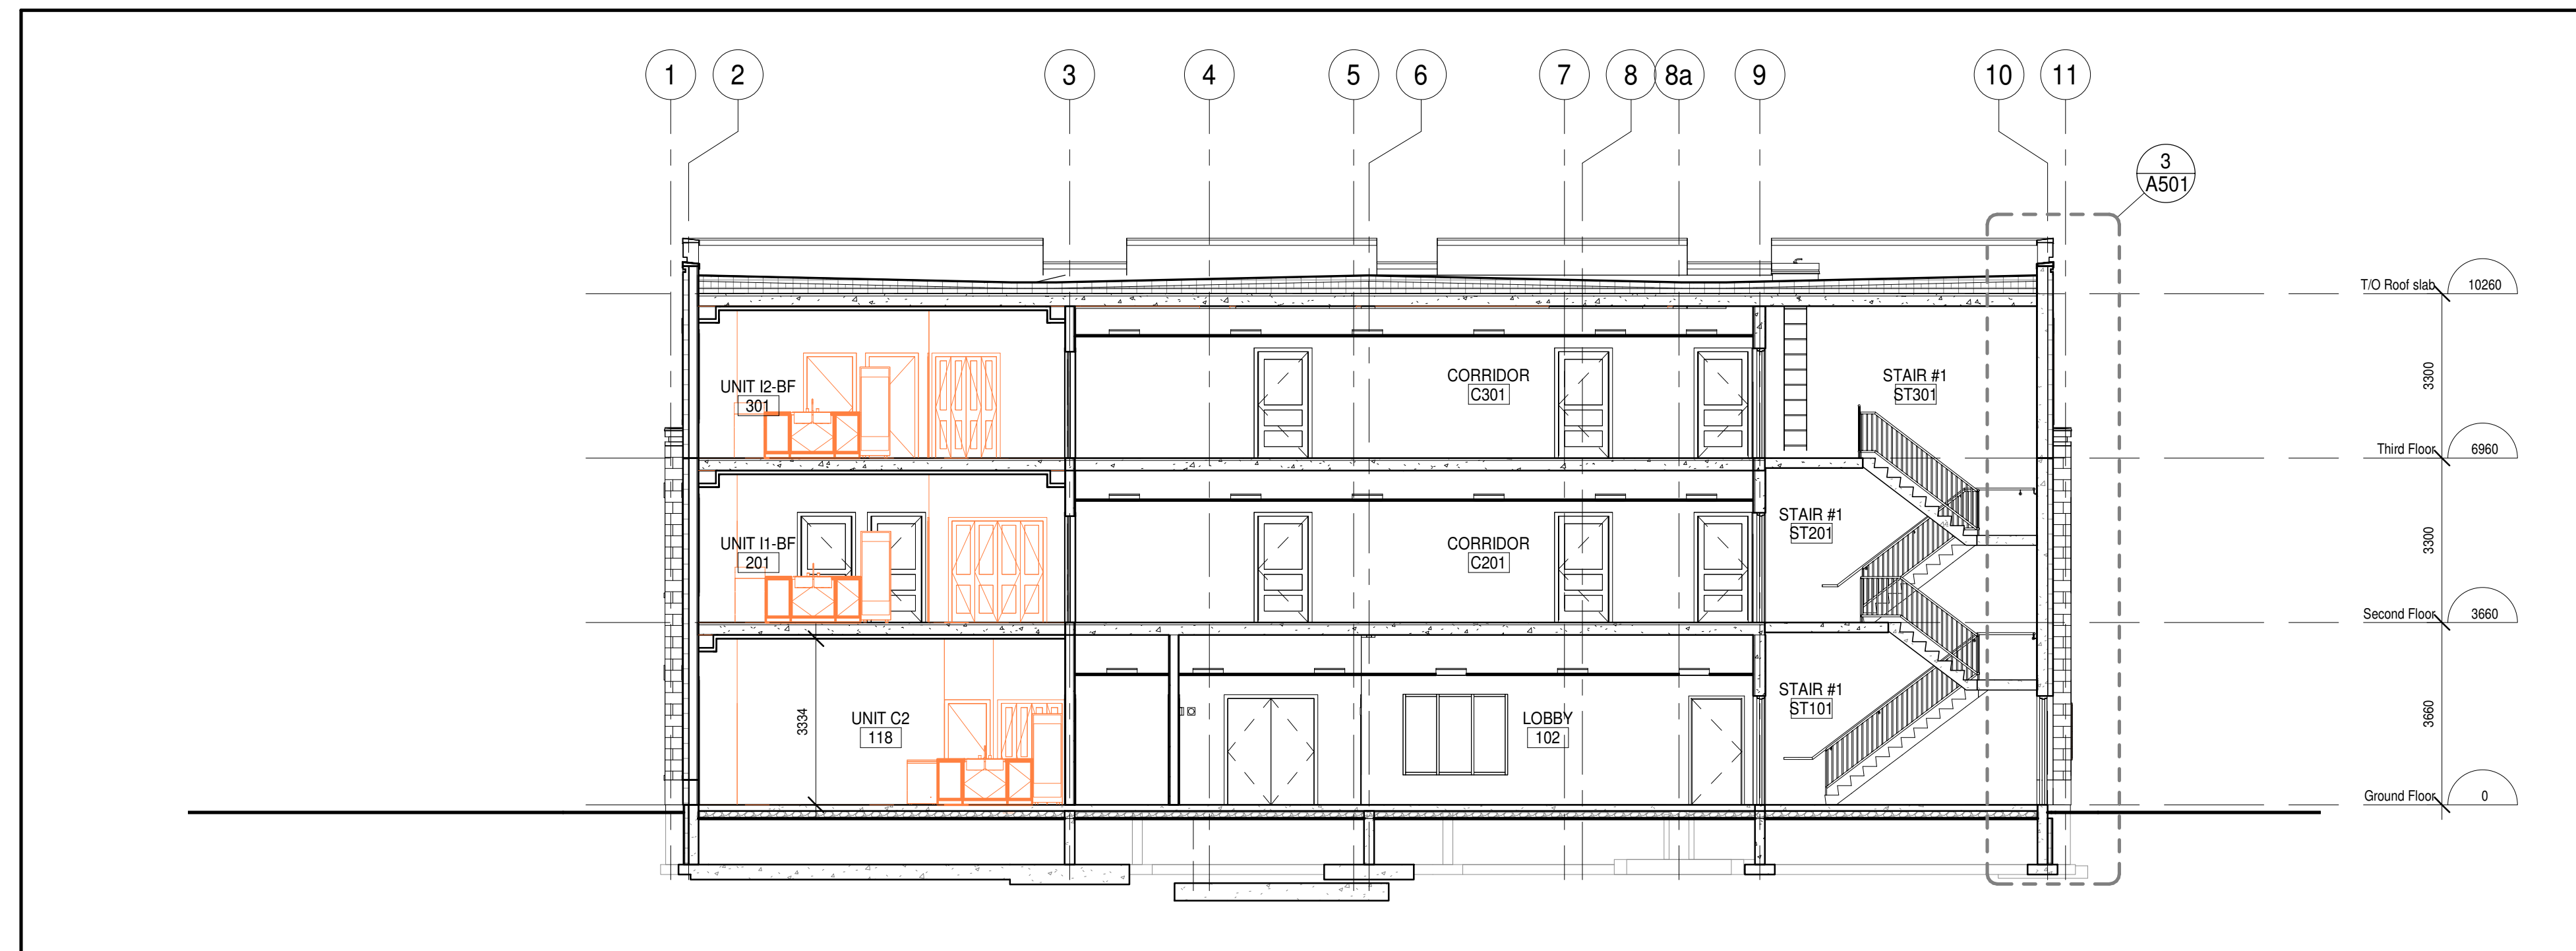 1 2 3 4 5 6 7 8 8a 9 10 11
3
A501
T/O Roof slab 10260
UNIT I2-BF
301
CORRIDOR
C301
STAIR #1
ST301
3300
Third Floor 6960
UNIT I1-BF
201
CORRIDOR
C201
STAIR #1
ST201
3300
Second Floor 3660
3334
UNIT C2
118
LOBBY
102
STAIR #1
ST101
3660
Ground Floor 0